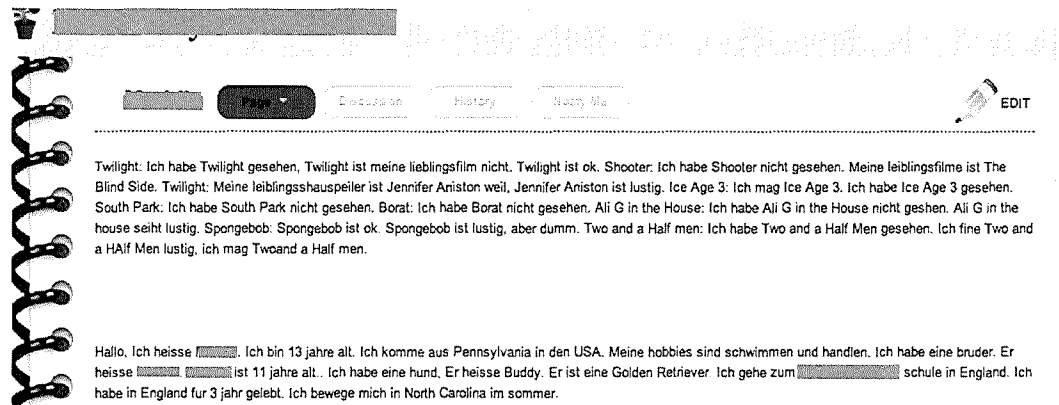 Page
Discussion
History
Notify Me
EDIT
Twilight: Ich habe Twilight gesehen, Twilight ist meine lieblingsfilm nicht. Twilight ist ok. Shooter: Ich habe Shooter nicht gesehen. Meine leiblingsfilme ist The
Blind Side. Twilight: Meine leiblingsshauspeiler ist Jennifer Aniston weil, Jennifer Aniston ist lustig. Ice Age 3: Ich mag Ice Age 3. Ich habe Ice Age 3 gesehen.
South Park: Ich habe South Park nicht gesehen. Borat: Ich habe Borat nicht gesehen. Ali G in the House: Ich habe Ali G in the House nicht geshen. Ali G in the
house seiht lustig. Spongebob: Spongebob ist ok. Spongebob ist lustig, aber dumm. Two and a Half men: Ich habe Two and a Half Men gesehen. Ich fine Two and
a HAlf Men lustig, ich mag Twoand a Half men.
Hallo, Ich heisse . Ich bin 13 jahre alt. Ich komme aus Pennsylvania in den USA. Meine hobbies sind schwimmen und handlen. Ich habe eine bruder. Er
heisse ist 11 jahre alt.. Ich habe eine hund, Er heisse Buddy. Er ist eine Golden Retriever. Ich gehe zum schule in England. Ich
habe in England fur 3 jahr gelebt. Ich bewege mich in North Carolina im sommer.